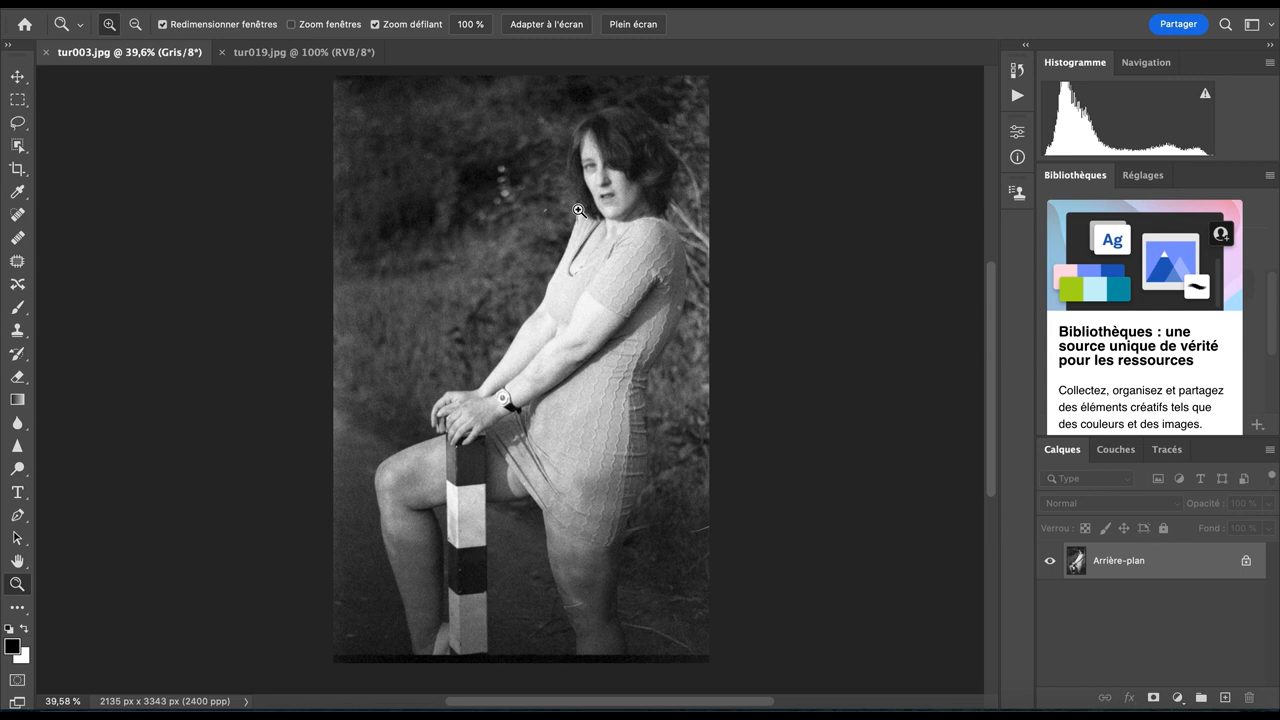 Redimensionner fenêtres
Zoom fenêtres
Zoom défilant
100 %
Adapter à l'écran
Plein écran
Partager
tur003.jpg @ 39,6% (Gris/8*)
tur019.jpg @ 100% (RVB/8*)
Histogramme
Navigation
Bibliothèques
Réglages
Ag
Bibliothèques : une
source unique de vérité
pour les ressources
Collectez, organisez et partagez
des éléments créatifs tels que
des couleurs et des images.
Calques
Couches
Tracés
Type
Normal
Opacité : 100 %
Verrou :
Fond : 100 %
Arrière-plan
fx
39,58 %
2135 px x 3343 px (2400 ppp)